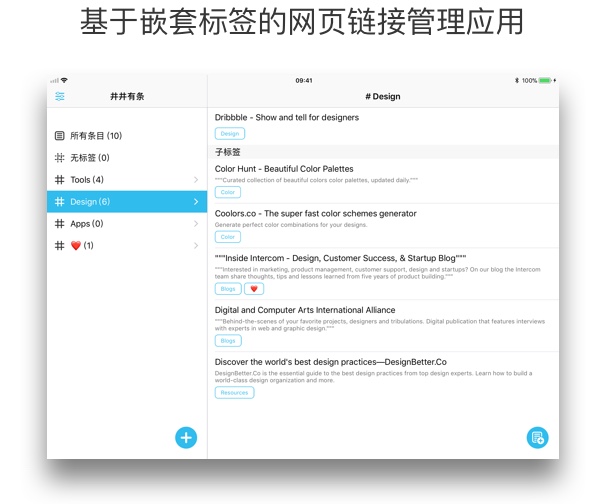 基于嵌套标签的网页链接管理应用
09:41
100%
井井有条
# Design
所有条目 (10)
无标签 (0)
Tools (4)
Design (6)
Apps (0)
❤️ (1)
Dribbble - Show and tell for designers
Design
子标签
Color Hunt - Beautiful Color Palettes
"""Curated collection of beautiful colors color palettes, updated daily."""
Color
Coolors.co - The super fast color schemes generator
Generate perfect color combinations for your designs.
Color
"""Inside Intercom - Design, Customer Success, & Startup Blog"""
"""Interested in marketing, product management, customer support, design and startups? On our blog the Intercom
team share thoughts, tips and lessons learned from five years of product building."""
Blogs ❤️
Digital and Computer Arts International Alliance
"""Behind-the-scenes of your favorite projects, designers and tribulations. Digital publication that features interviews
with experts in web and graphic design."""
Blogs
Discover the world's best design practices—DesignBetter.Co
DesignBetter.Co is the essential guide to the best design practices from top design experts. Learn how to build a
world-class design organization and more.
Resources